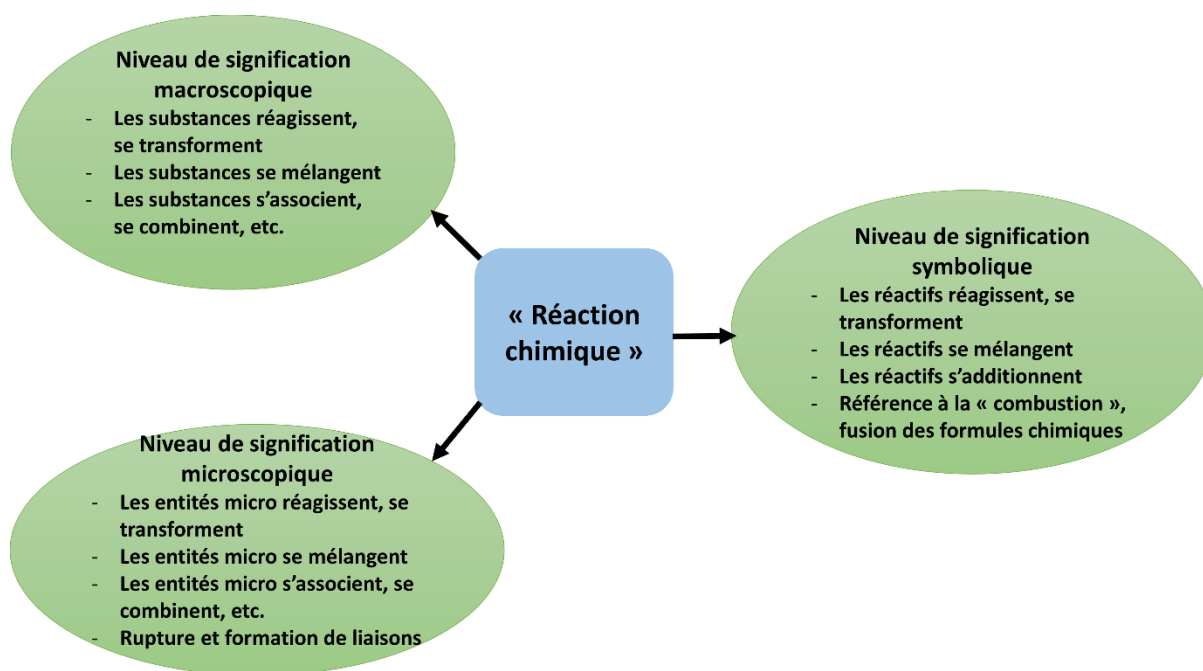 Niveau de signification
macroscopique
- Les substances réagissent,
se transforment
- Les substances se mélangent
- Les substances s’associent,
se combinent, etc.
« Réaction
chimique »
Niveau de signification
symbolique
- Les réactifs réagissent, se
transforment
- Les réactifs se mélangent
- Les réactifs s’additionnent
- Référence à la « combustion »,
fusion des formules chimiques
Niveau de signification
microscopique
- Les entités micro réagissent, se
transforment
- Les entités micro se mélangent
- Les entités micro s’associent, se
combinent, etc.
- Rupture et formation de liaisons